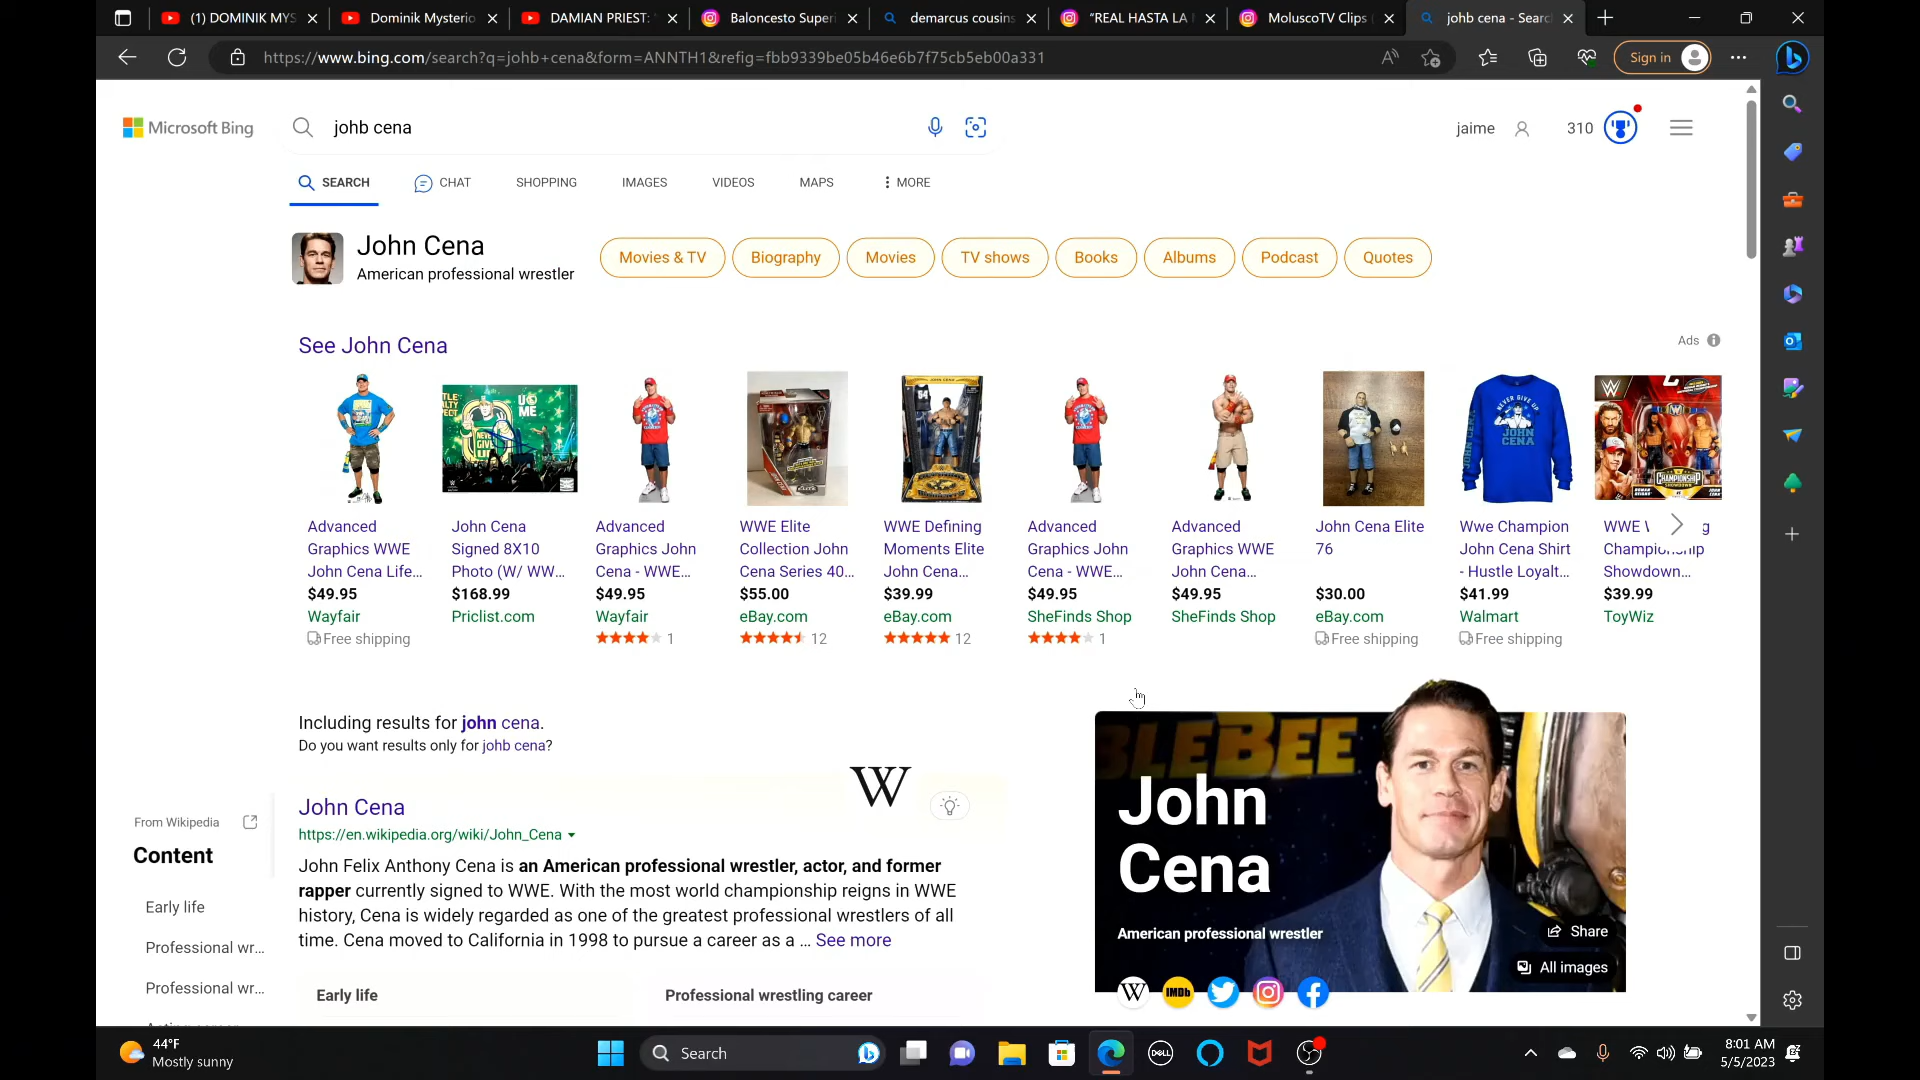 (1) DOMINIK MYS
Dominik Mysterio
DAMIAN PRIEST:
Baloncesto Superi
demarcus cousins
"REAL HASTA LA
MoluscoTV Clips
johb cena - Searc
https://www.bing.com/search?q=johb+cena&form=ANNTH1&refig=fbb9339be05b46e6b7f75cb5eb00a331
Sign in
Microsoft Bing
johb cena
jaime
310
SEARCH
CHAT
SHOPPING
IMAGES
VIDEOS
MAPS
MORE
John Cena
American professional wrestler
Movies & TV
Biography
Movies
TV shows
Books
Albums
Podcast
Quotes
See John Cena
Ads
Advanced
Graphics WWE
John Cena Life...
$49.95
Wayfair
Free shipping
John Cena
Signed 8X10
Photo (W/ WW...
$168.99
Priclist.com
Advanced
Graphics John
Cena - WWE...
$49.95
Wayfair
1
WWE Elite
Collection John
Cena Series 40...
$55.00
eBay.com
12
WWE Defining
Moments Elite
John Cena...
$39.99
eBay.com
12
Advanced
Graphics John
Cena - WWE...
$49.95
SheFinds Shop
1
Advanced
Graphics WWE
John Cena...
$49.95
SheFinds Shop
John Cena Elite
76
$30.00
eBay.com
Free shipping
NEVER GIVE UP
JOHN
CENA
Wwe Champion
John Cena Shirt
- Hustle Loyalt...
$41.99
Walmart
Free shipping
CHAMPIONSHIP
SHOWDOWN
WWE
Championship
Showdown...
$39.99
ToyWiz
Including results for john cena.
Do you want results only for johb cena?
From Wikipedia
Content
Early life
Professional wr...
Professional wr...
John Cena
https://en.wikipedia.org/wiki/John_Cena
W
John Felix Anthony Cena is an American professional wrestler, actor, and former
rapper currently signed to WWE. With the most world championship reigns in WWE
history, Cena is widely regarded as one of the greatest professional wrestlers of all
time. Cena moved to California in 1998 to pursue a career as a ... See more
Early life
Professional wrestling career
BLEBEE
John
Cena
American professional wrestler
Share
All images
W
IMDb
44°F
Mostly sunny
Search
DELL
8:01 AM
5/5/2023